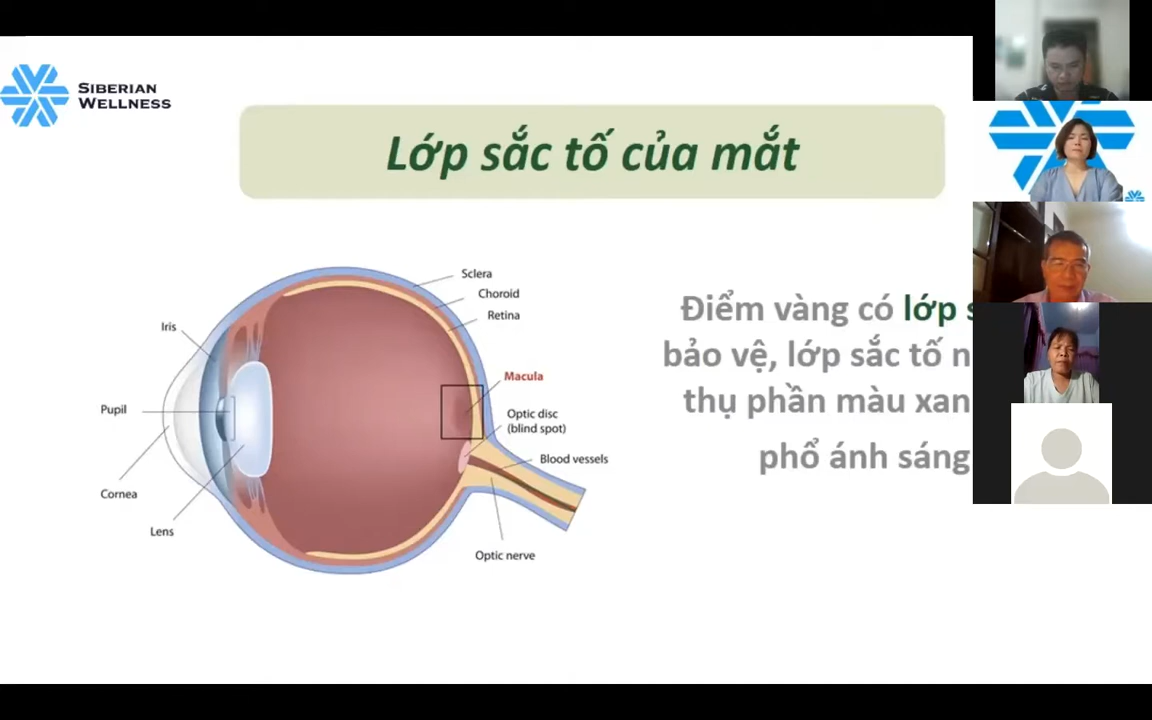 SIBERIAN
WELLNESS
Lớp sắc tố của mắt
Sclera
Choroid
Retina
Iris
Macula
Pupil
Optic disc
(blind spot)
Blood vessels
Cornea
Lens
Optic nerve
Điểm vàng có lớp
bảo vệ, lớp sắc tố
thụ phần màu
phổ ánh sáng